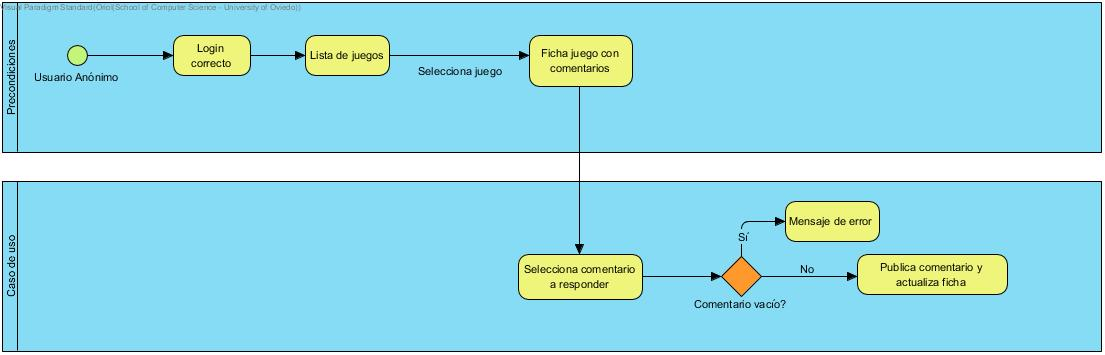 Visual Paradigm Standard(Oriol(School of Computer Science - University of Oviedo))
Precondiciones
Usuario Anónimo
Login
correcto
Lista de juegos
Selecciona juego
Ficha juego con
comentarios
Caso de uso
Selecciona comentario
a responder
Comentario vacío?
Sí
Mensaje de error
No
Publica comentario y
actualiza ficha